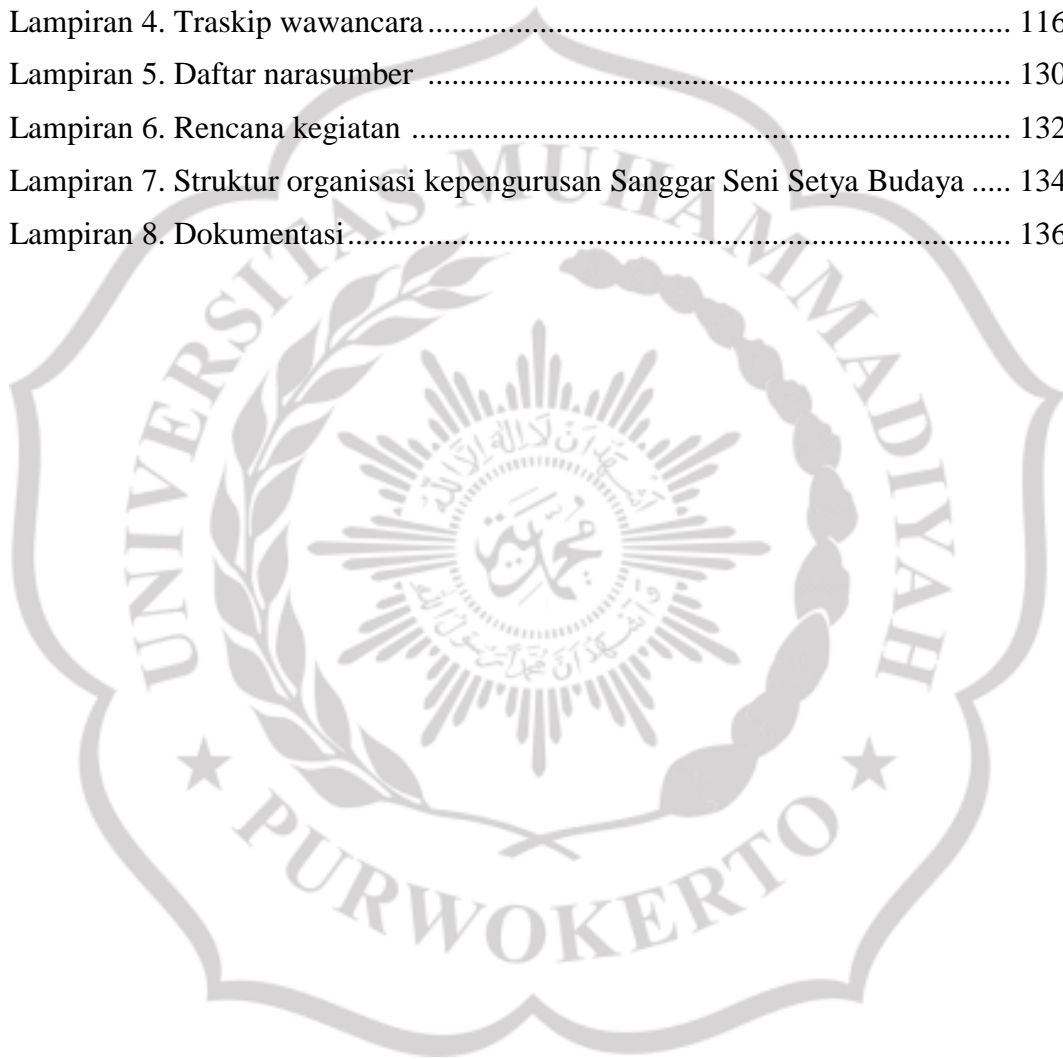 Lampiran 4. Traskip wawancara ........................................................................ 116
Lampiran 5. Daftar narasumber ........................................................................ 130
Lampiran 6. Rencana kegiatan .......................................................................... 132
Lampiran 7. Struktur organisasi kepengurusan Sanggar Seni Setya Budaya ..... 134
Lampiran 8. Dokumentasi................................................................................... 136
UNIVERSITAS MUHAMMADIYAH
PURWOKERTO